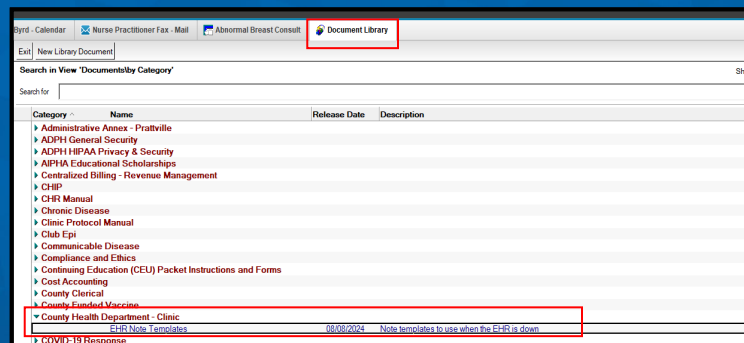 Byrd - Calendar Nurse Practitioner Fax - Mail Abnormal Breast Consult Document Library
Exit New Library Document
Search in View 'Documents\by Category'
Sh
Search for
Category Name Release Date Description
Administrative Annex - Prattville
ADPH General Security
ADPH HIPAA Privacy & Security
AlPHA Educational Scholarships
Centralized Billing - Revenue Management
CHIP
CHR Manual
Chronic Disease
Clinic Protocol Manual
Club Epi
Communicable Disease
Compliance and Ethics
Continuing Education (CEU) Packet Instructions and Forms
Cost Accounting
County Clerical
County Funded Vaccine
County Health Department - Clinic
EHR Note Templates 08/08/2024 Note templates to use when the EHR is down
COVID-19 Response